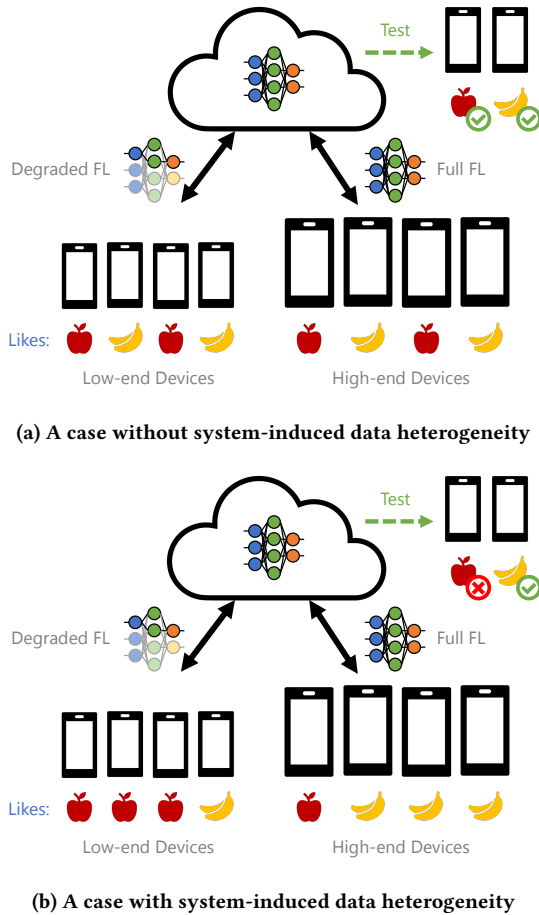 Test
Degraded FL
Full FL
Likes:
Low-end Devices
High-end Devices
(a) A case without system-induced data heterogeneity
Test
Degraded FL
Full FL
Likes:
Low-end Devices
High-end Devices
(b) A case with system-induced data heterogeneity